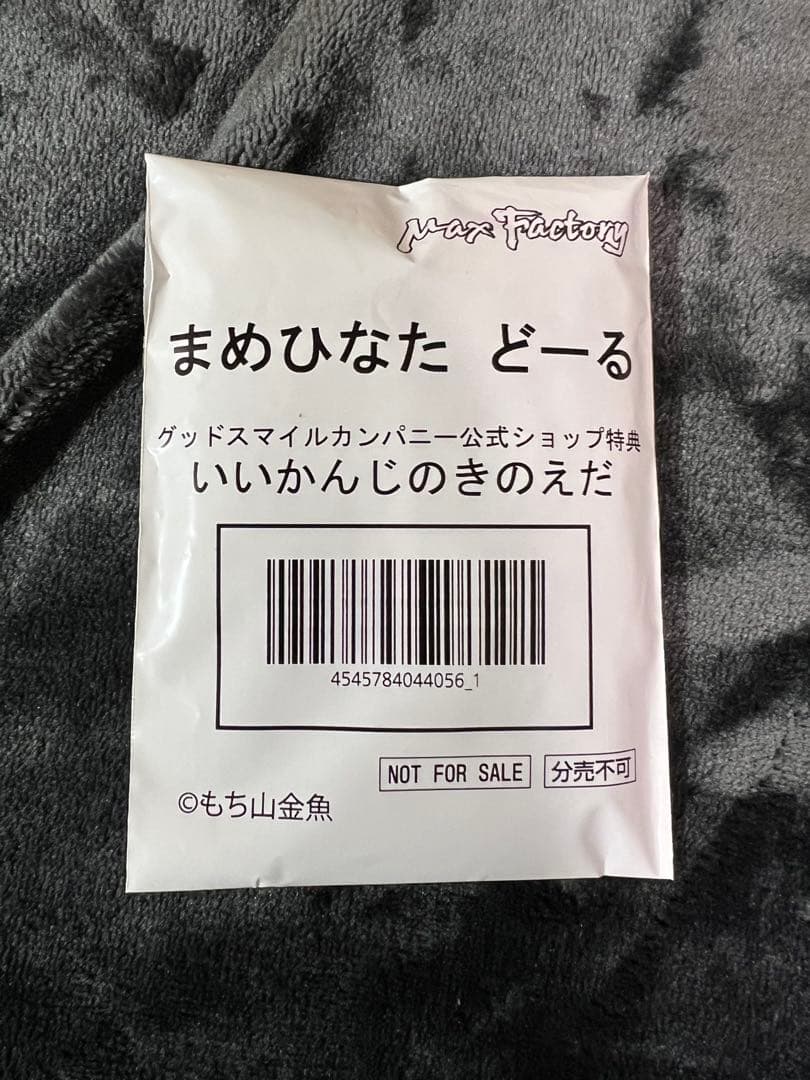 Max Factory
まめひなた どーる
グッドスマイルカンパニー公式ショップ特典
いいかんじのきのえだ
4545784044056_1
NOT FOR SALE 分売不可
©もち山金魚